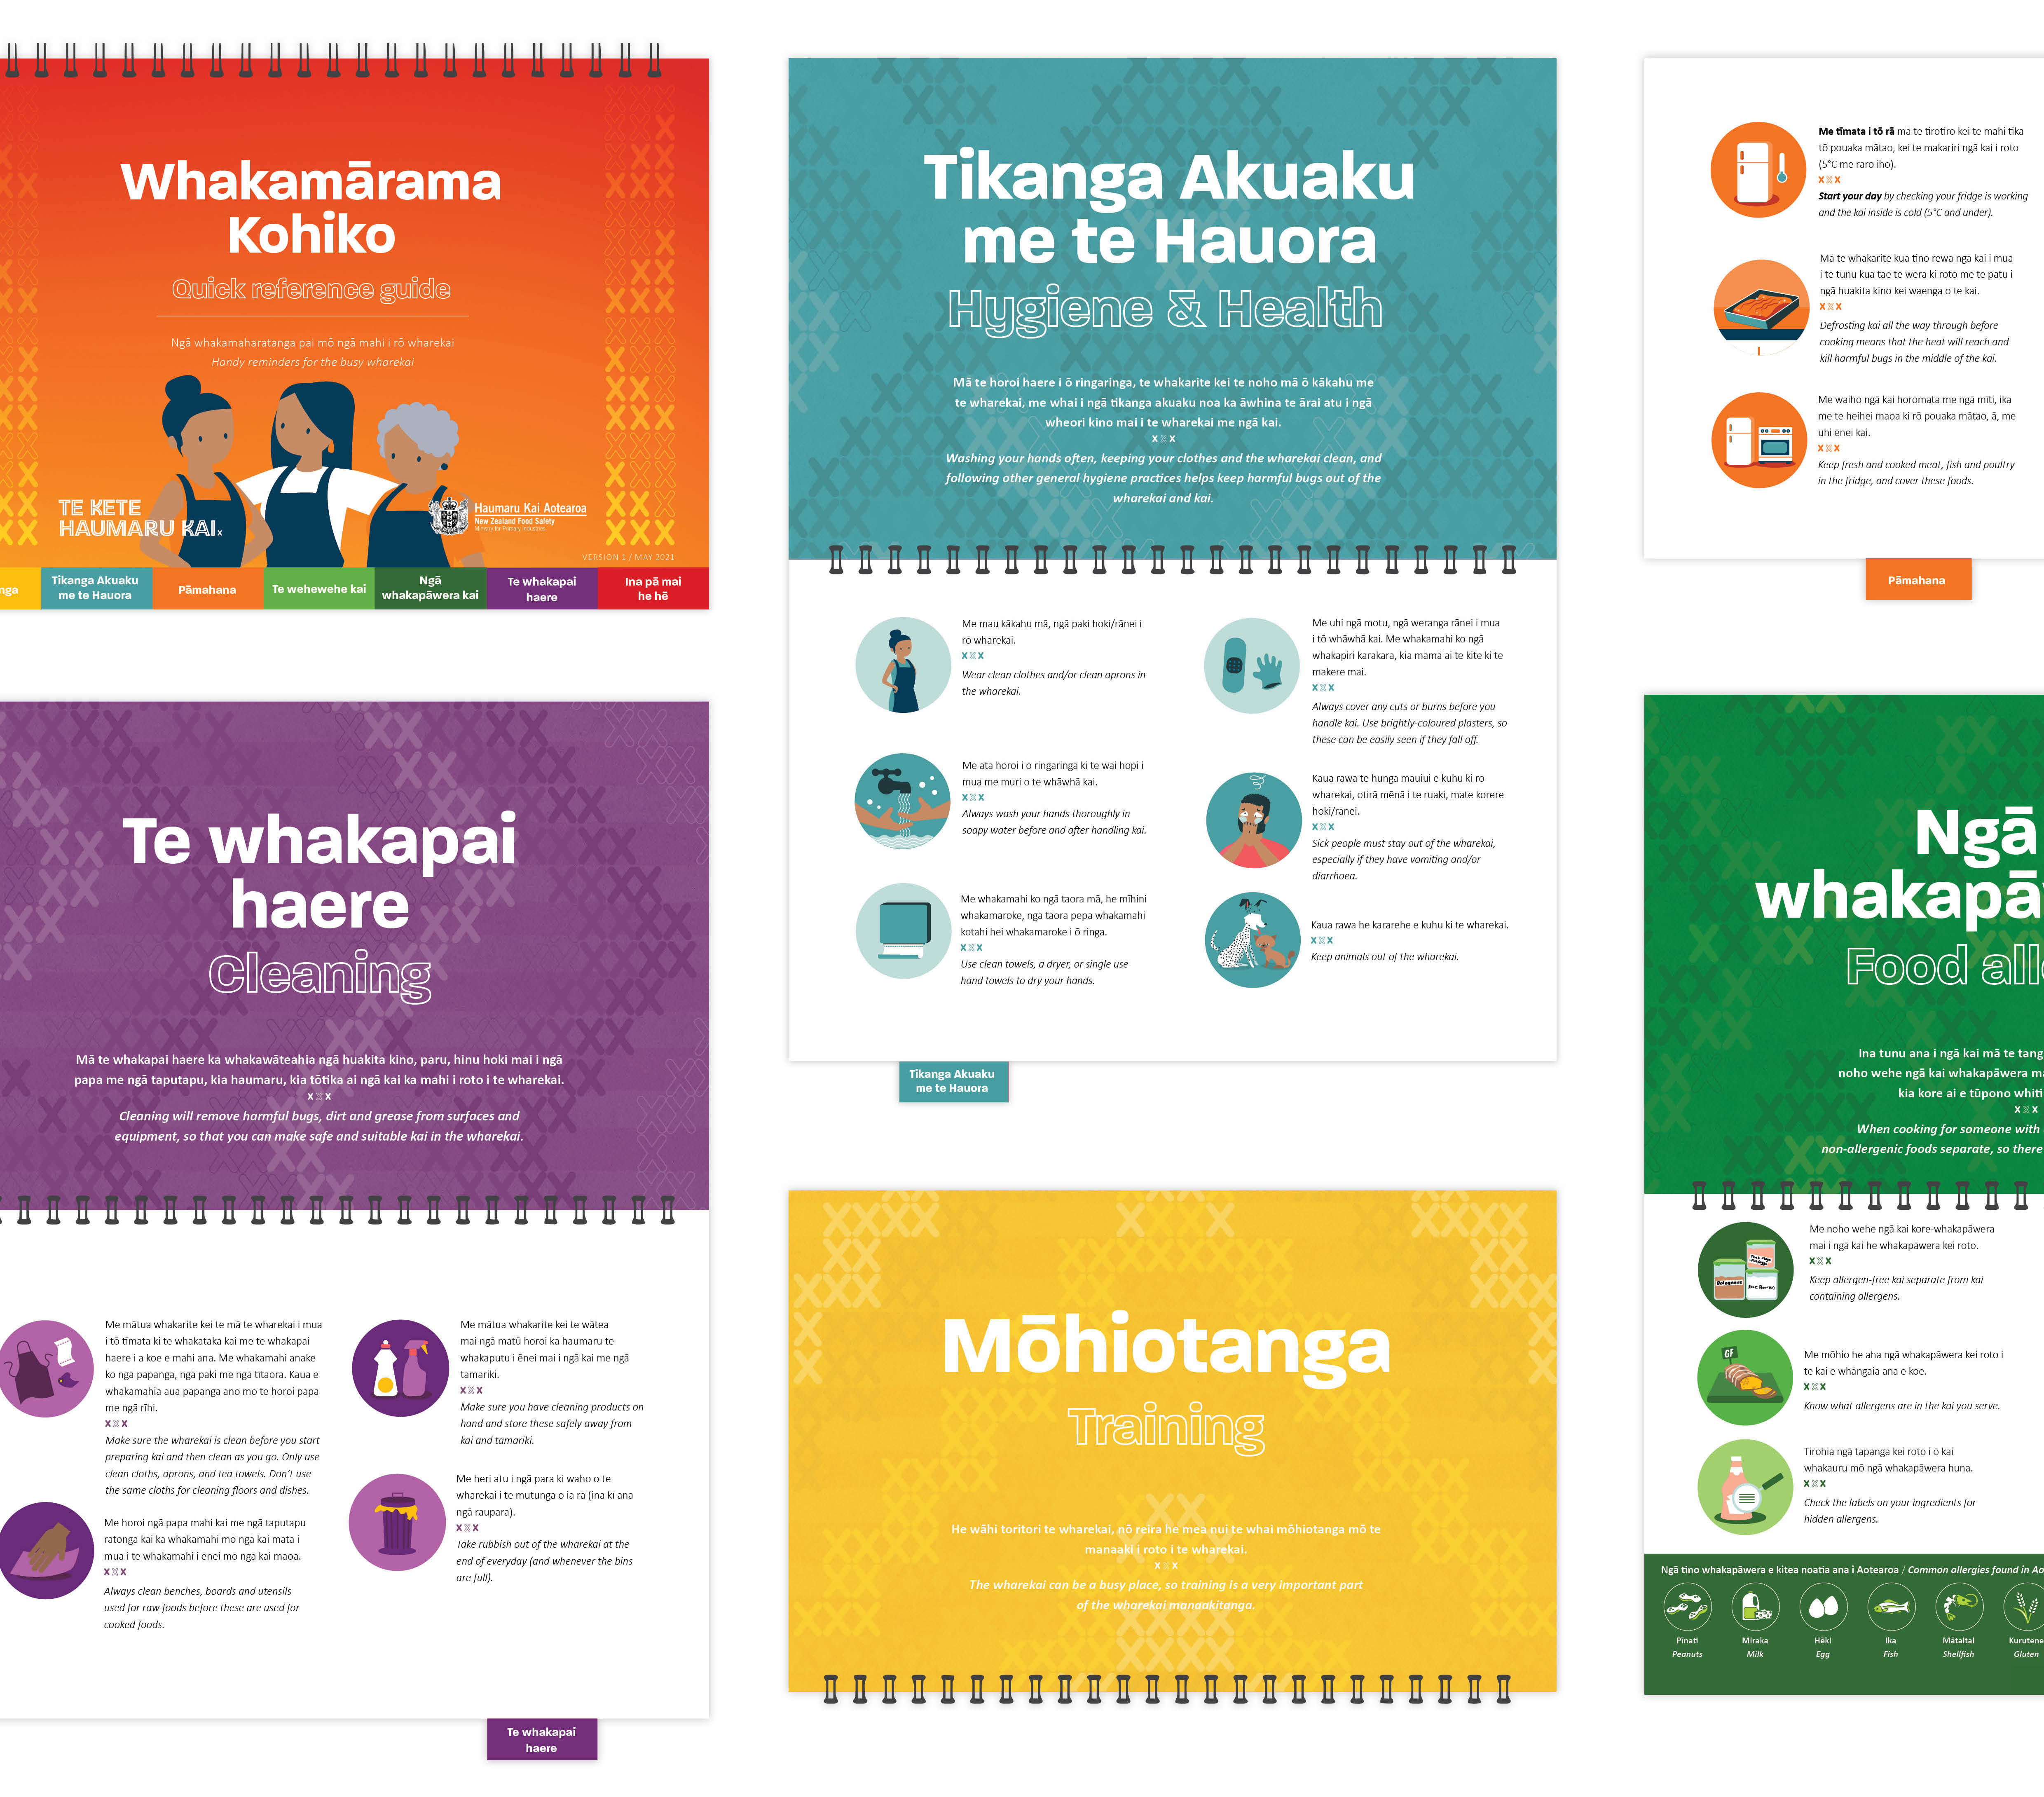 Whakamārama
Kohiko
Quick reference guide
Ngā whakamaharatanga pai mō ngā mahi i rō wharekai
Handy reminders for the busy wharekai
TE KETE
HAUMARU KAI
Haumaru Kai Aotearoa
New Zealand Food Safety
Ministry for Primary Industries
VERSION 1 / MAY 2021
nga
Tikanga Akuaku
me te Hauora
Pāmahana
Te wehewehe kai
Ngā
whakapāwera kai
Te whakapai
haere
Ina pā mai
he hē
Te whakapai
haere
Cleaning
Mā te whakapai haere ka whakawāteahia ngā huakita kino, paru, hinu hoki mai i ngā
papa me ngā taputapu, kia haumaru, kia tōtika ai ngā kai ka mahi i roto i te wharekai.
Cleaning will remove harmful bugs, dirt and grease from surfaces and
equipment, so that you can make safe and suitable kai in the wharekai.
Me mātua whakarite kei te mā te wharekai i mua
i tō tīmata ki te whakataka kai me te whakapai
haere i a koe e mahi ana. Me whakamahi anake
ko ngā papanga, ngā paki me ngā tītaora. Kaua e
whakamahia aua papanga anō mō te horoi papa
me ngā rīhi.
Make sure the wharekai is clean before you start
preparing kai and then clean as you go. Only use
clean cloths, aprons, and tea towels. Don't use
the same cloths for cleaning floors and dishes.
Me horoi ngā papa mahi kai me ngā taputapu
ratonga kai ka whakamahi mō ngā kai mata i
mua i te whakamahi i ēnei mō ngā kai maoa.
Always clean benches, boards and utensils
used for raw foods before these are used for
cooked foods.
Me mātua whakarite kei te wātea
mai ngā matū horoi ka haumaru te
whakaputu i ēnei mai i ngā kai me ngā
tamariki.
Make sure you have cleaning products on
hand and store these safely away from
kai and tamariki.
Me heri atu i ngā para ki waho o te
wharekai i te mutunga o ia rā (ina kī ana
ngā raupara).
Take rubbish out of the wharekai at the
end of everyday (and whenever the bins
are full).
Te whakapai
haere
Tikanga Akuaku
me te Hauora
Hygiene & Health
Mā te horoi haere i ō ringaringa, te whakarite kei te noho mā ō kākahu me
te wharekai, me whai i ngā tikanga akuaku noa ka āwhina te ārai atu i ngā
wheori kino mai i te wharekai me ngā kai.
Washing your hands often, keeping your clothes and the wharekai clean, and
following other general hygiene practices helps keep harmful bugs out of the
wharekai and kai.
Me mau kākahu mā, ngā paki hoki/rānei i
rō wharekai.
Wear clean clothes and/or clean aprons in
the wharekai.
Me āta horoi i ō ringaringa ki te wai hopi i
mua me muri o te whāwhā kai.
Always wash your hands thoroughly in
soapy water before and after handling kai.
Me whakamahi ko ngā taora mā, he mīhini
whakamaroke, ngā tāora pepa whakamahi
kotahi hei whakamaroke i ō ringa.
Use clean towels, a dryer, or single use
hand towels to dry your hands.
Me uhi ngā motu, ngā weranga rānei i mua
i tō whāwhā kai. Me whakamahi ko ngā
whakapiri karakara, kia māmā ai te kite ki te
makere mai.
Always cover any cuts or burns before you
handle kai. Use brightly-coloured plasters, so
these can be easily seen if they fall off.
Kaua rawa te hunga māuiui e kuhu ki rō
wharekai, otirā mēnā i te ruaki, mate korere
hoki/rānei.
Sick people must stay out of the wharekai,
especially if they have vomiting and/or
diarrhoea.
Kaua rawa he kararehe e kuhu ki te wharekai.
Keep animals out of the wharekai.
Tikanga Akuaku
me te Hauora
Mōhiotanga
Training
He wāhi toritori te wharekai, nō reira he mea nui te whai mōhiotanga mō te
manaaki i roto i te wharekai.
The wharekai can be a busy place, so training is a very important part
of the wharekai manaakitanga.
Me tīmata i tō rā mā te tirotiro kei te mahi tika
tō pouaka mātao, kei te makariri ngā kai i roto
(5°C me raro iho).
Start your day by checking your fridge is working
and the kai inside is cold (5°C and under).
Mā te whakarite kua tino rewa ngā kai i mua
i te tunu kua tae te wera ki roto me te patu i
ngā huakita kino kei waenga o te kai.
Defrosting kai all the way through before
cooking means that the heat will reach and
kill harmful bugs in the middle of the kai.
Me waiho ngā kai horomata me ngā mīti, ika
me te heihei maoa ki rō pouaka mātao, ā, me
uhi ēnei kai.
Keep fresh and cooked meat, fish and poultry
in the fridge, and cover these foods.
Pāmahana
Ngā
whakapāw
Food alle
Ina tunu ana i ngā kai mā te tang
noho wehe ngā kai whakapāwera ma
kia kore ai e tūpono whiti
When cooking for someone with
non-allergenic foods separate, so there
Me noho wehe ngā kai kore-whakapāwera
mai i ngā kai he whakapāwera kei roto.
Keep allergen-free kai separate from kai
containing allergens.
Bolognese
GF
Me mōhio he aha ngā whakapāwera kei roto i
te kai e whāngaia ana e koe.
Know what allergens are in the kai you serve.
Tirohia ngā tapanga kei roto i ō kai
whakauru mō ngā whakapāwera huna.
Check the labels on your ingredients for
hidden allergens.
Ngā tino whakapāwera e kitea noatia ana i Aotearoa / Common allergies found in Ao
Pīnati
Peanuts
Miraka
Milk
Hēki
Egg
Ika
Fish
Mātaitai
Shellfish
Kurutene
Gluten